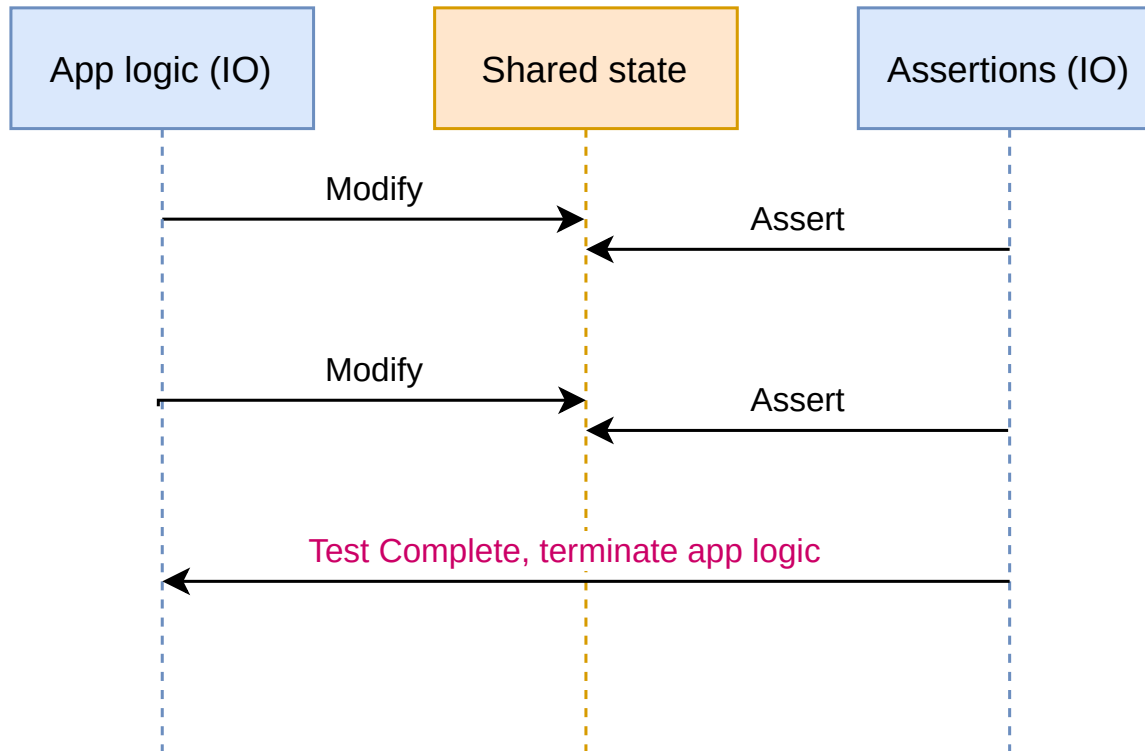 App logic (IO)
Shared state
Assertions (IO)
Modify
Assert
Modify
Assert
Test Complete, terminate app logic